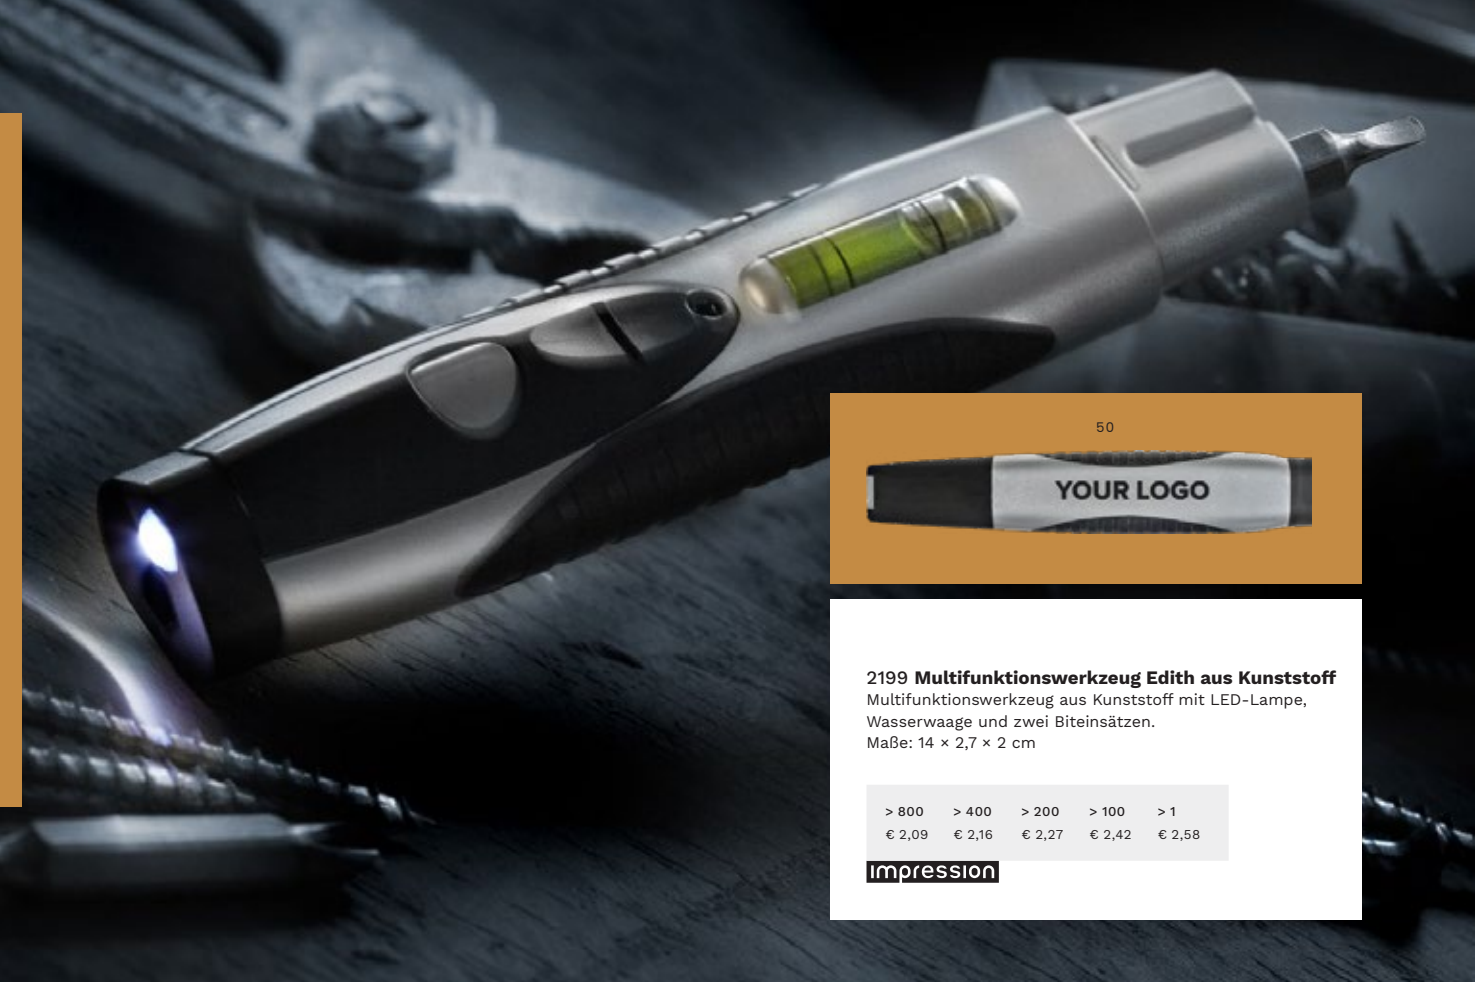 50
YOUR LOGO
2199 Multifunktionswerkzeug Edith aus Kunststoff
Multifunktionswerkzeug aus Kunststoff mit LED-Lampe,
Wasserwaage und zwei Biteinsätzen.
Maße: 14 × 2,7 × 2 cm
> 800 > 400 > 200 > 100 > 1
€ 2,09 € 2,16 € 2,27 € 2,42 € 2,58
impression